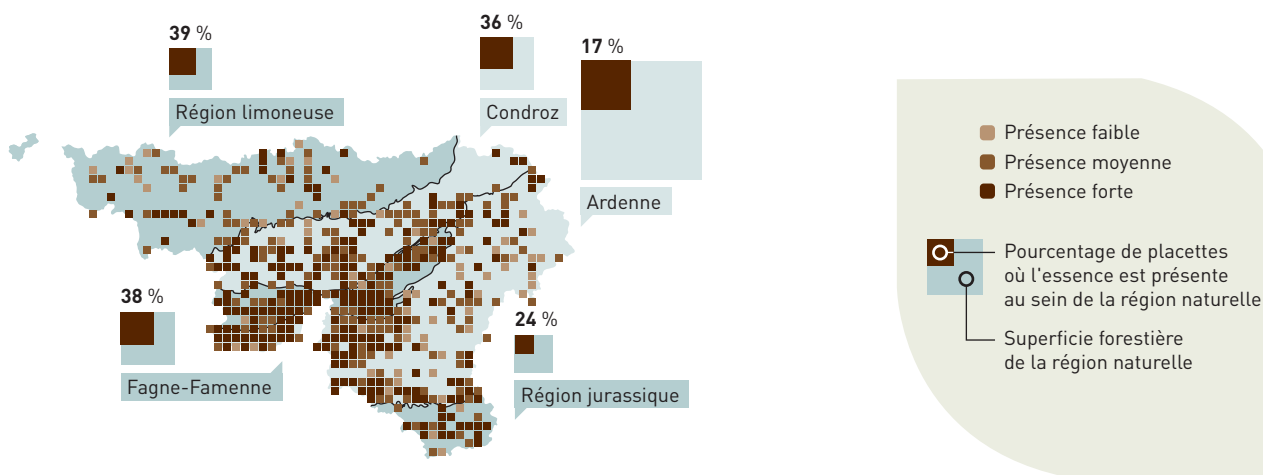 39 %
Région limoneuse
36 %
Condroz
17 %
Ardenne
38 %
Fagne-Famenne
24 %
Région jurassique
Présence faible
Présence moyenne
Présence forte
Pourcentage de placettes
où l'essence est présente
au sein de la région naturelle
Superficie forestière
de la région naturelle